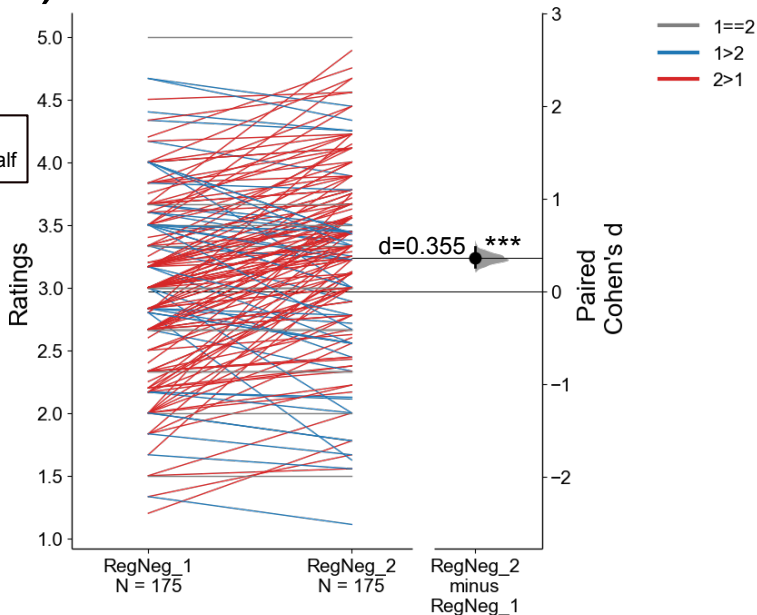 )
alf
1==2
1>2
2>1
5.0
4.5
4.0
3.5
3.0
2.5
2.0
1.5
1.0
Ratings
d=0.355 ***
3
2
1
0
−1
−2
Paired
Cohen's d
RegNeg_1
N = 175
RegNeg_2
N = 175
RegNeg_2
minus
RegNeg_1